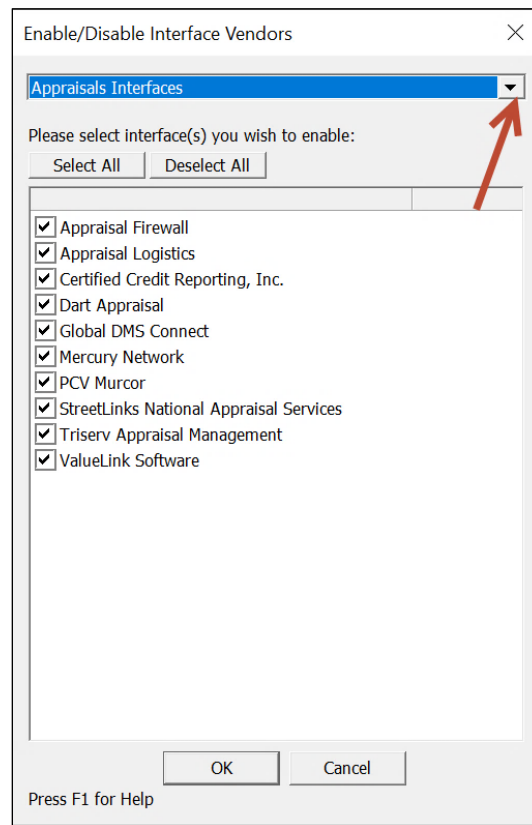 Enable/Disable Interface Vendors
Appraisals Interfaces
Please select interface(s) you wish to enable:
Select All Deselect All
Appraisal Firewall
Appraisal Logistics
Certified Credit Reporting, Inc.
Dart Appraisal
Global DMS Connect
Mercury Network
PCV Murcor
StreetLinks National Appraisal Services
Triserv Appraisal Management
ValueLink Software
OK Cancel
Press F1 for Help